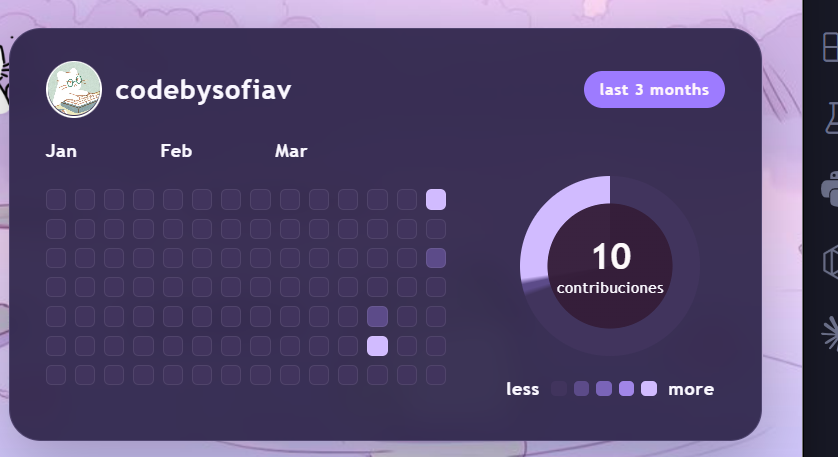 codebysofiav
last 3 months
Jan Feb Mar
10
contribuciones
less more